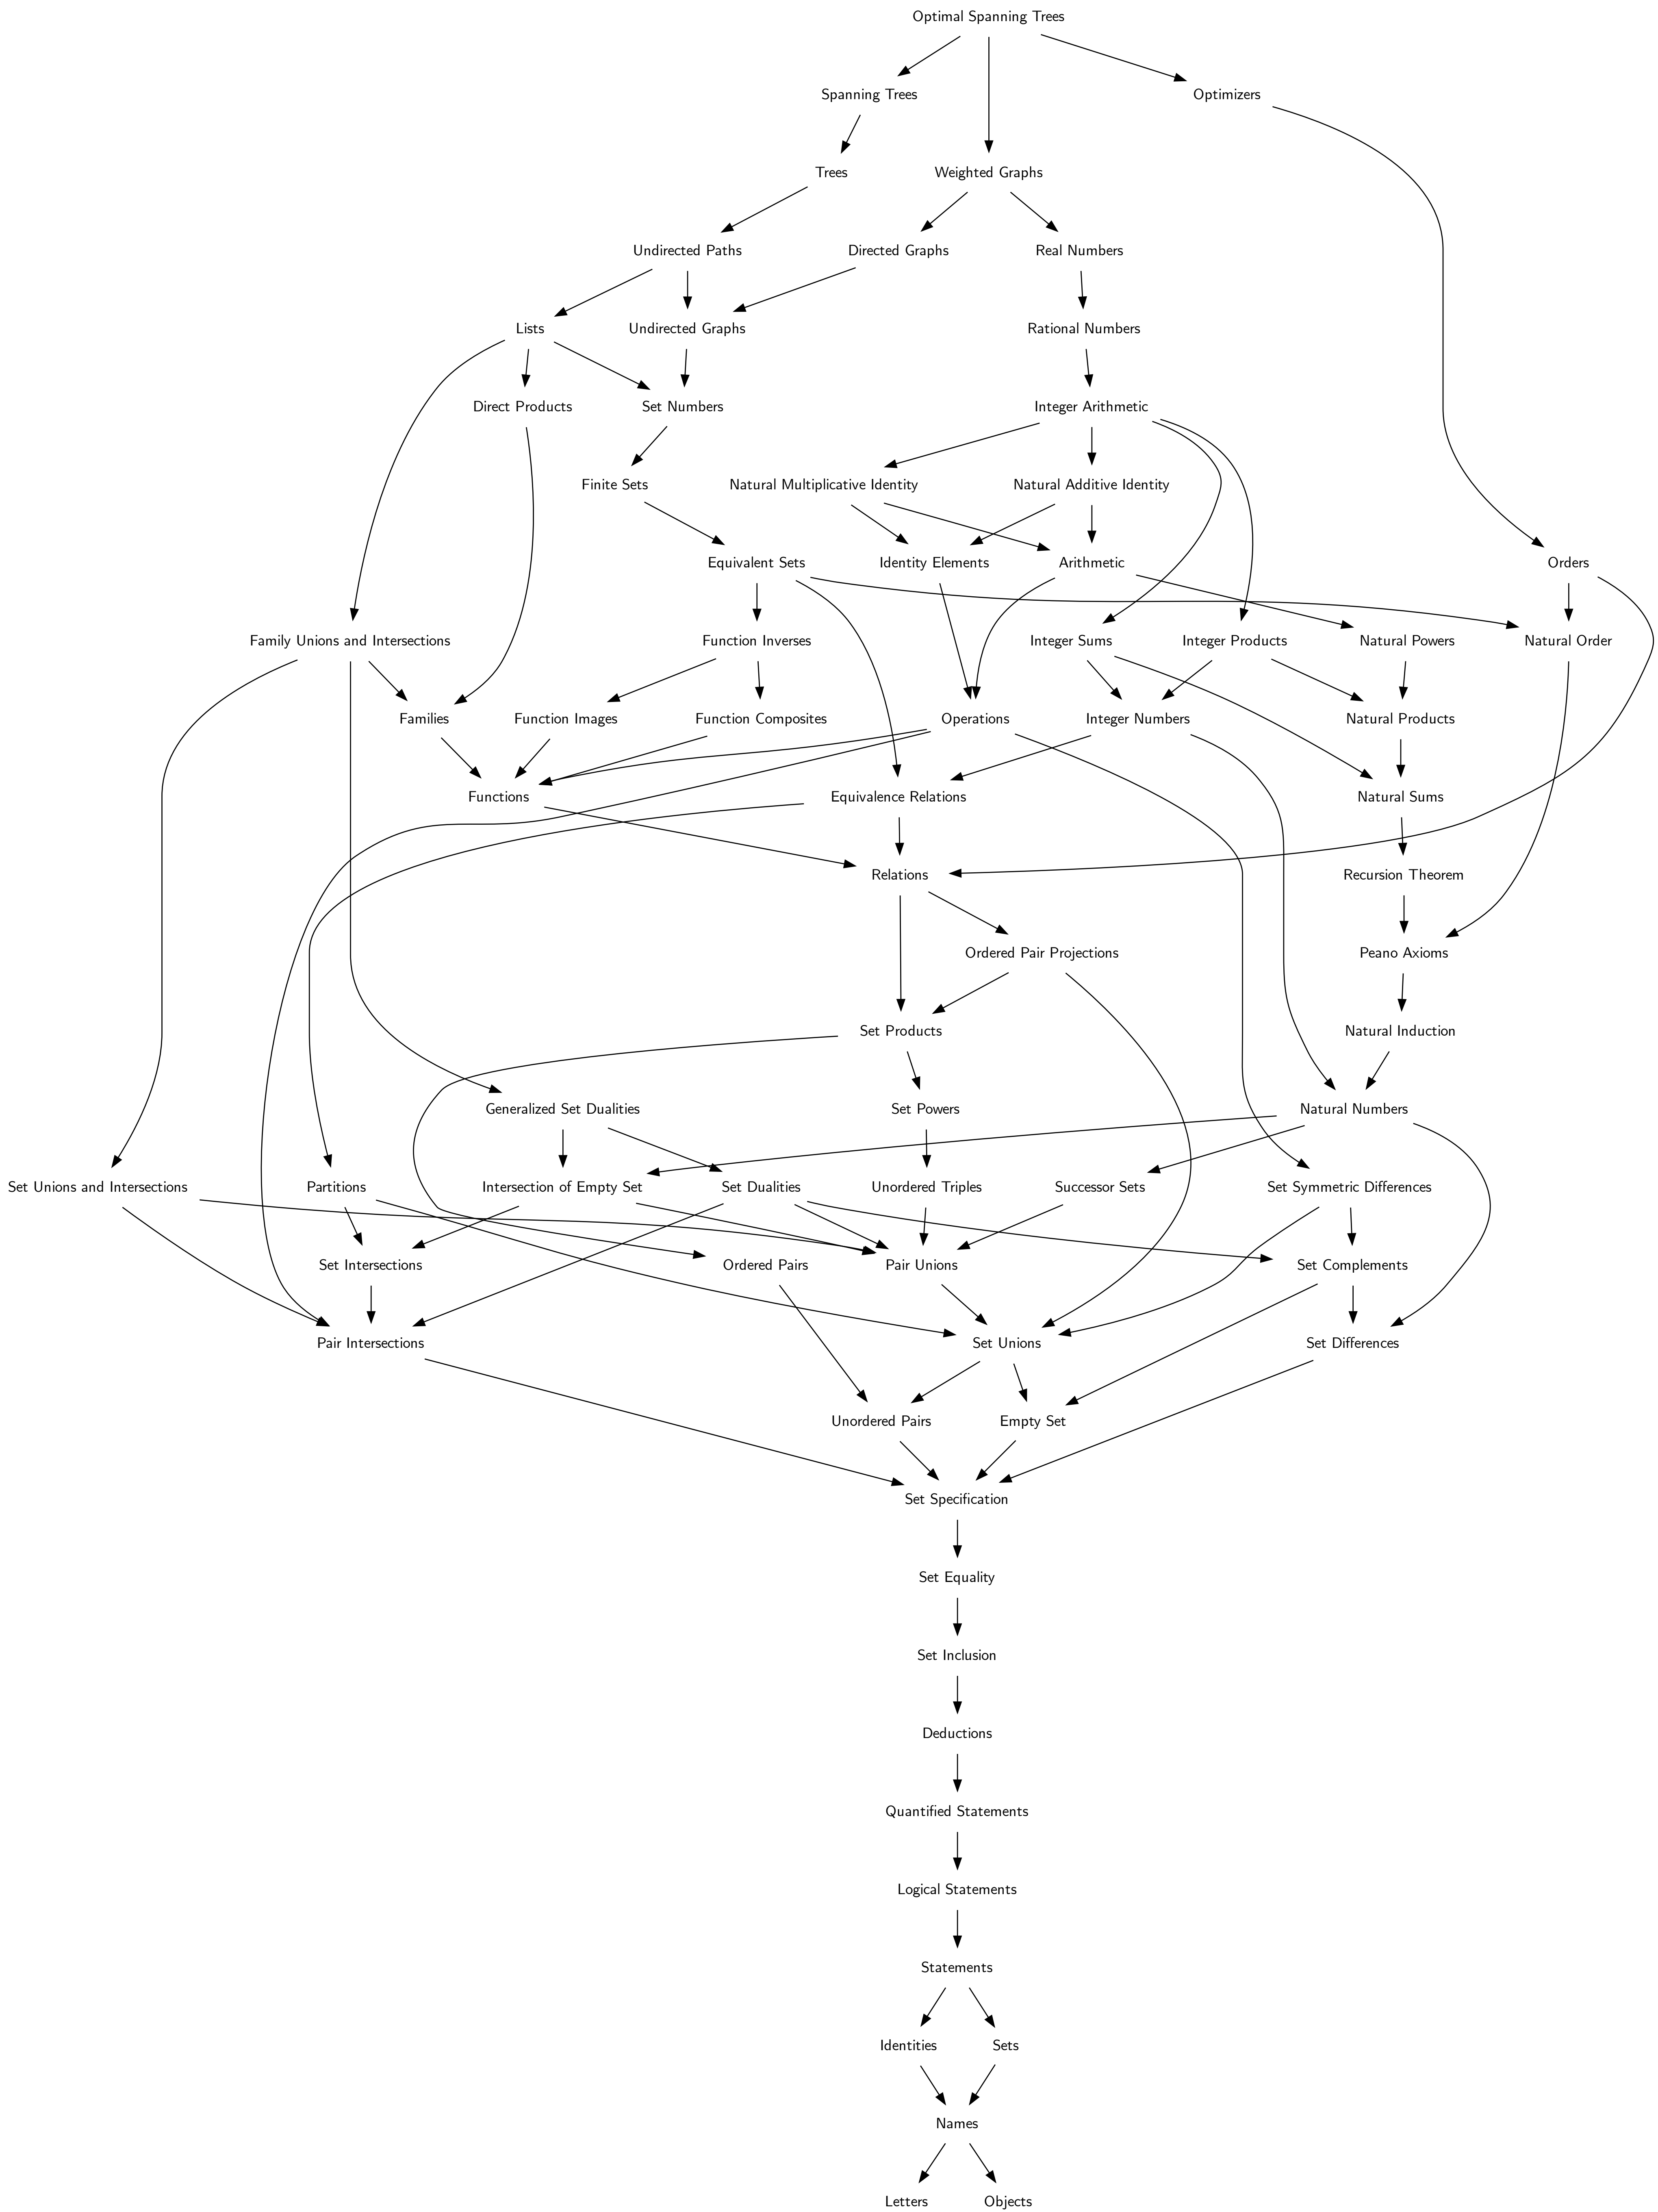 Optimal Spanning Trees
Spanning Trees
Optimizers
Trees
Weighted Graphs
Undirected Paths
Directed Graphs
Real Numbers
Lists
Undirected Graphs
Rational Numbers
Direct Products
Set Numbers
Integer Arithmetic
Finite Sets
Natural Multiplicative Identity
Natural Additive Identity
Equivalent Sets
Identity Elements
Arithmetic
Orders
Family Unions and Intersections
Function Inverses
Integer Sums
Integer Products
Natural Powers
Natural Order
Families
Function Images
Function Composites
Operations
Integer Numbers
Natural Products
Functions
Equivalence Relations
Natural Sums
Relations
Recursion Theorem
Ordered Pair Projections
Peano Axioms
Set Products
Natural Induction
Generalized Set Dualities
Set Powers
Natural Numbers
Set Unions and Intersections
Partitions
Intersection of Empty Set
Set Dualities
Unordered Triples
Successor Sets
Set Symmetric Differences
Set Intersections
Ordered Pairs
Pair Unions
Set Complements
Pair Intersections
Set Unions
Set Differences
Unordered Pairs
Empty Set
Set Specification
Set Equality
Set Inclusion
Deductions
Quantified Statements
Logical Statements
Statements
Identities
Sets
Names
Letters
Objects